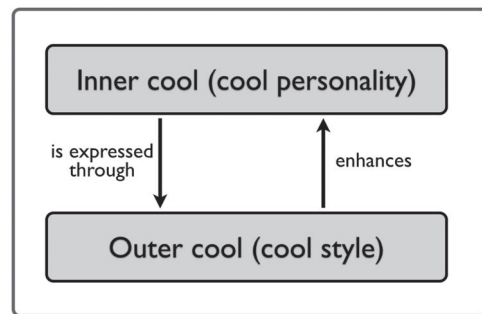 Inner cool (cool personality)
is expressed
through
enhances
Outer cool (cool style)